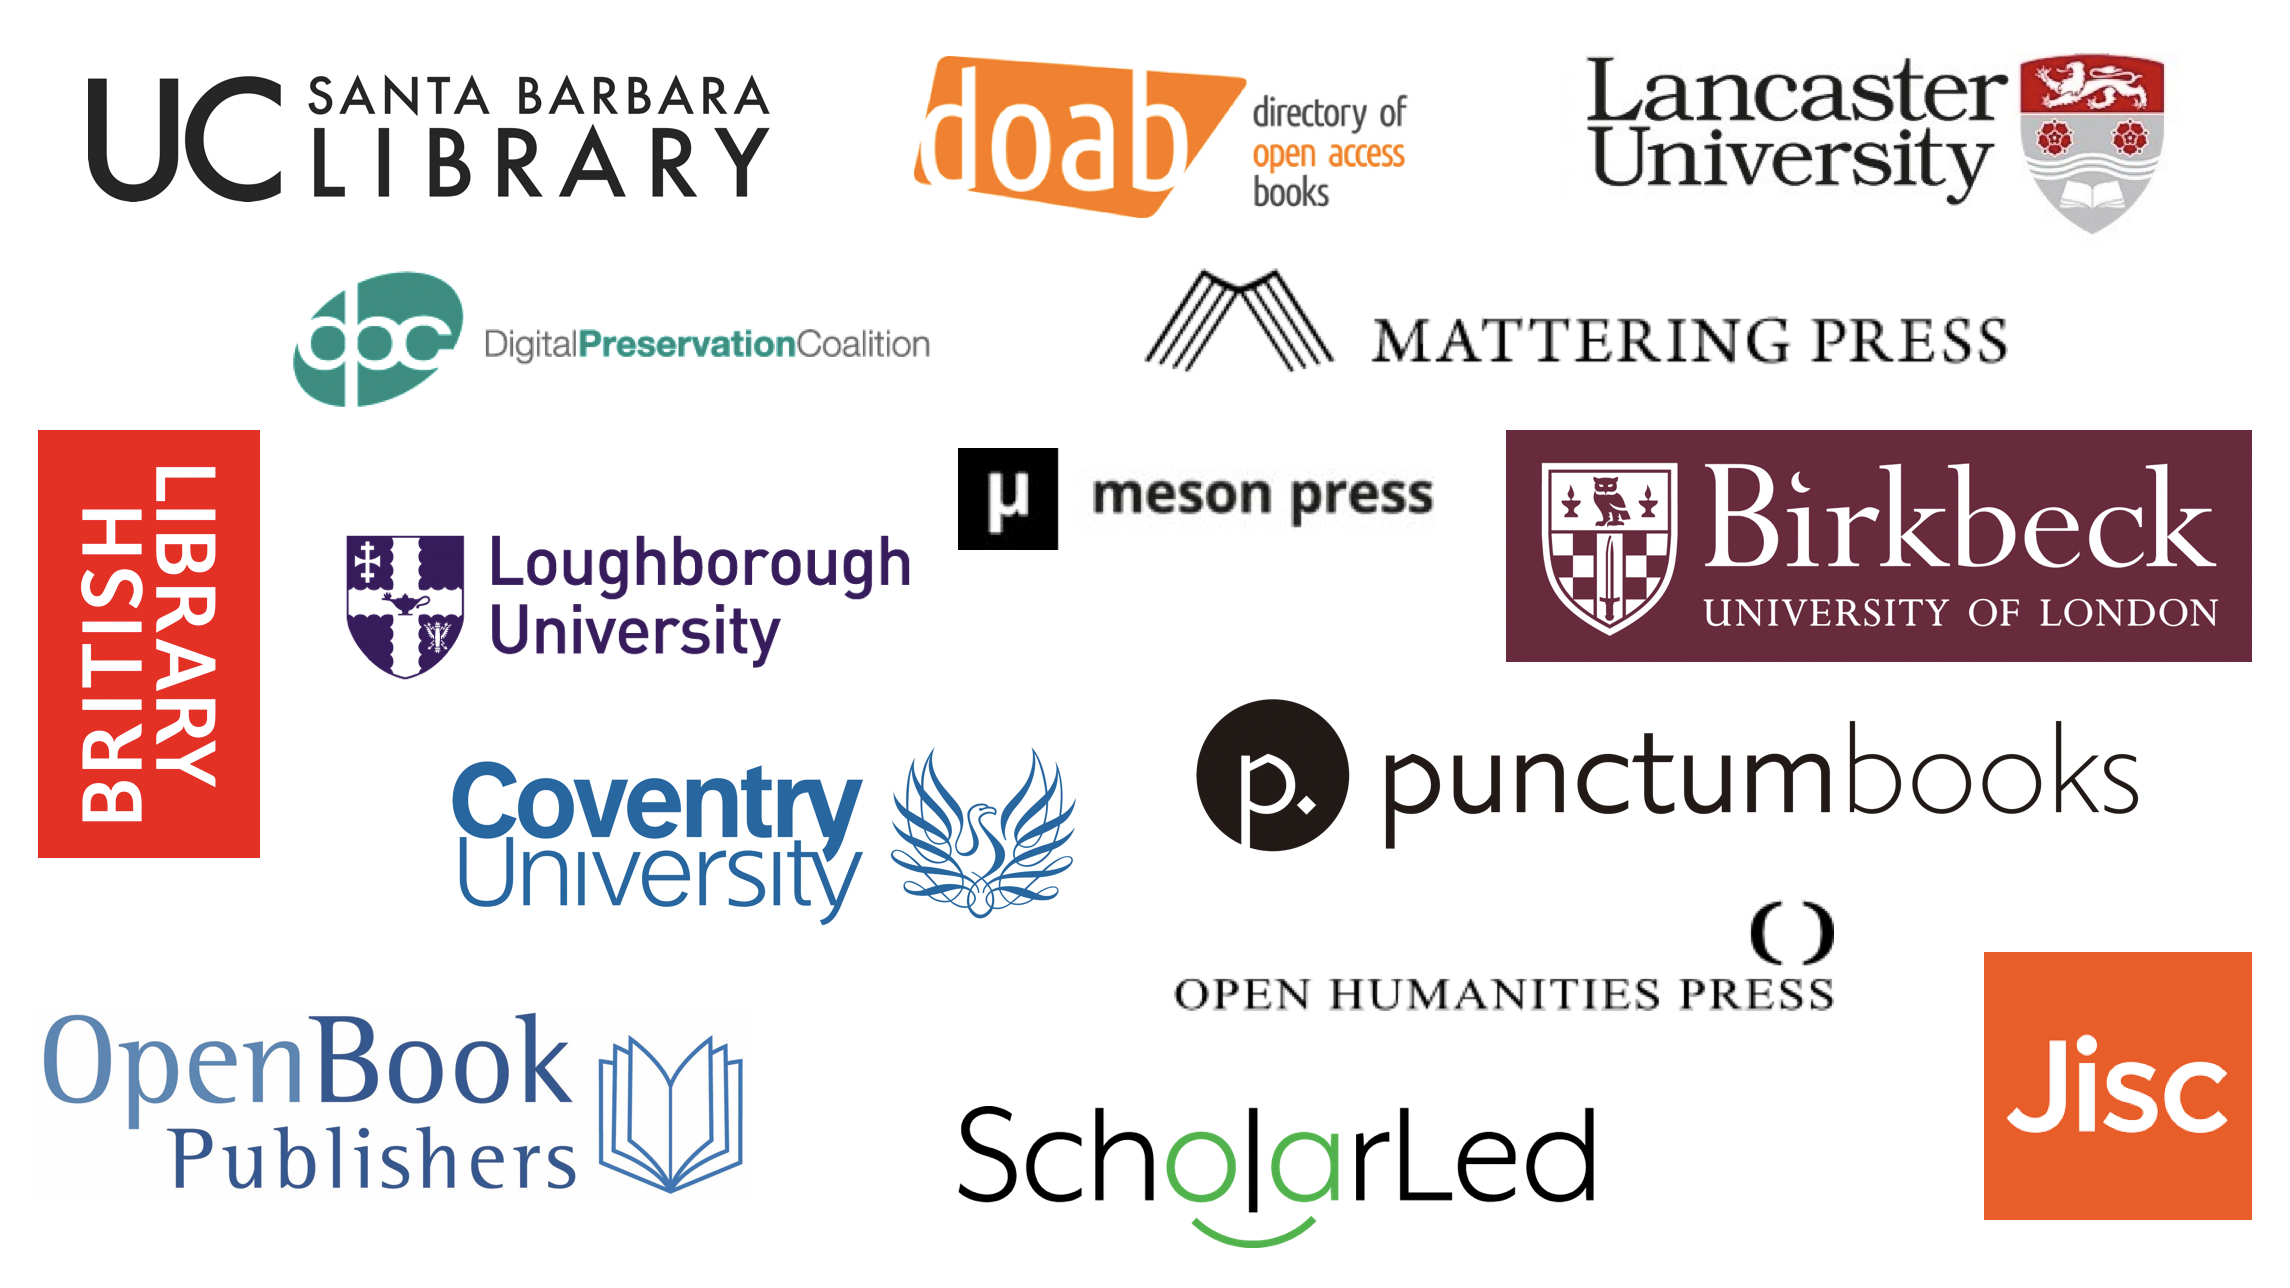 UC SANTA BARBARA
LIBRARY
doab
directory of
open access
books
Lancaster
University
dpc
DigitalPreservationCoalition
MATTERING PRESS
BRITISH
LIBRARY
µ meson press
Loughborough
University
Birkbeck
UNIVERSITY OF LONDON
p. punctumbooks
Coventry
University
OPEN HUMANITIES PRESS
OpenBook
Publishers
ScholarLed
Jisc